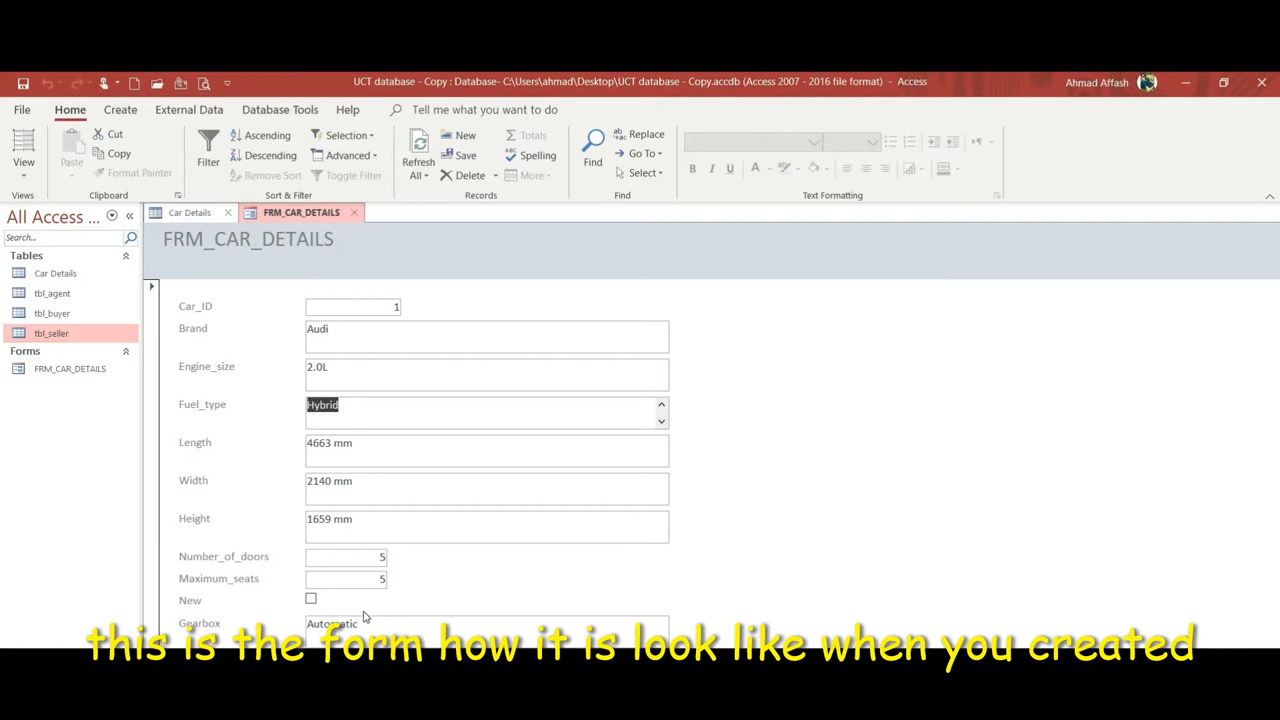 UCT database - Copy : Database- C:\Users\ahmad\Desktop\UCT database - Copy.accdb (Access 2007 - 2016 file format) - Access
Ahmad Affash
File Home Create External Data Database Tools Help Tell me what you want to do
View
Views
Paste
Cut
Copy
Format Painter
Clipboard
Filter
Ascending
Descending
Remove Sort
Selection
Advanced
Toggle Filter
Sort & Filter
Refresh
All
New
Save
Delete
Totals
Spelling
More
Records
Find
Replace
Go To
Select
Find
B I U A
Text Formatting
All Access ...
Search...
Tables
Car Details
tbl_agent
tbl_buyer
tbl_seller
Forms
FRM_CAR_DETAILS
Car Details
FRM_CAR_DETAILS
FRM_CAR_DETAILS
Car_ID 1
Brand Audi
Engine_size 2.0L
Fuel_type Hybrid
Length 4663 mm
Width 2140 mm
Height 1659 mm
Number_of_doors 5
Maximum_seats 5
New
Gearbox Automatic
this is the form how it is look like when you created